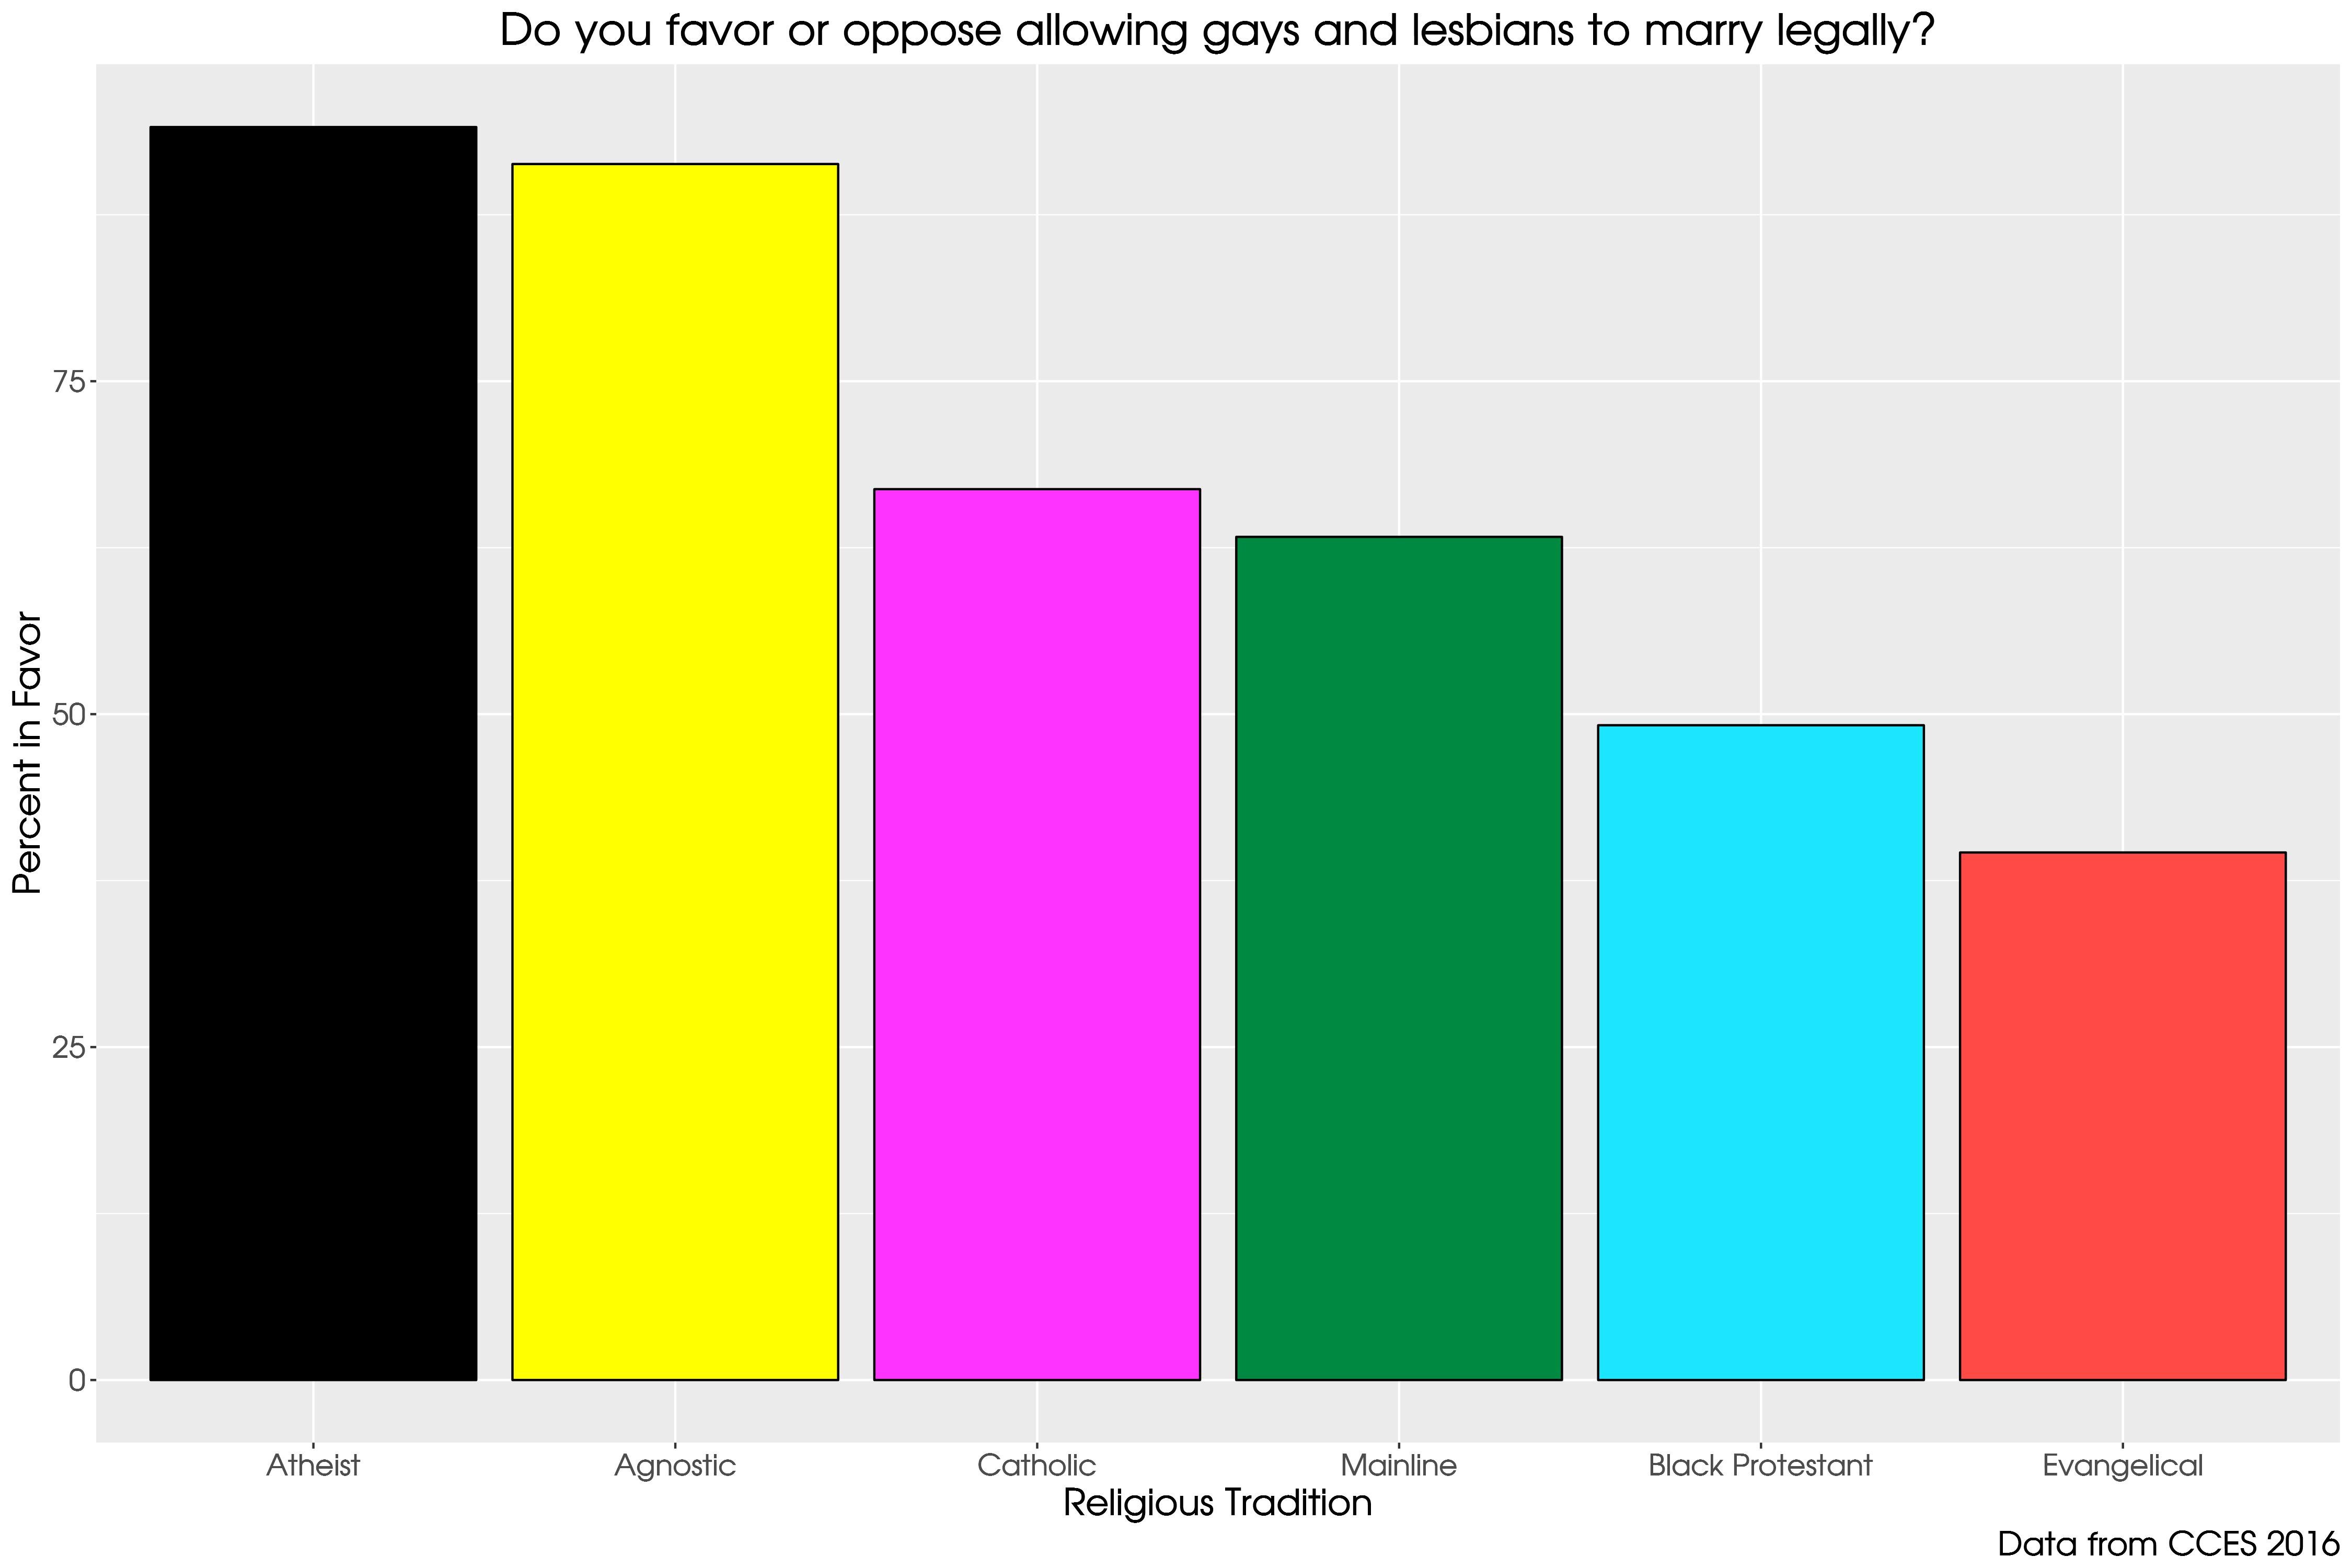 Do you favor or oppose allowing gays and lesbians to marry legally?
Percent in Favor
75
50
25
0
Atheist
Agnostic
Catholic
Mainline
Black Protestant
Evangelical
Religious Tradition
Data from CCES 2016